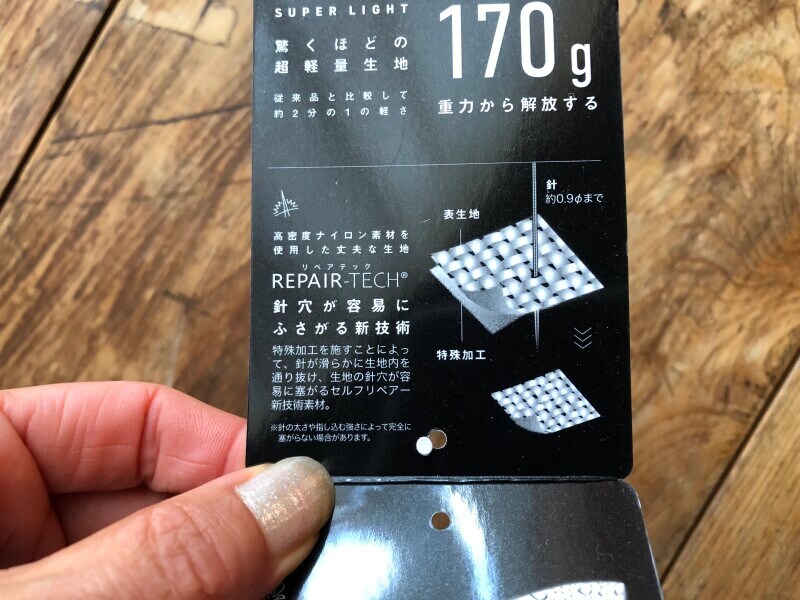 SUPER LIGHT
驚くほどの
超軽量生地
従来品と比較して
約2分の1の軽さ
170g
重力から解放する
高密度ナイロン素材を
使用した丈夫な生地
リペアテック
REPAIR-TECH®
針穴が容易に
ふさがる新技術
特殊加工を施すことによっ
て、針が滑らかに生地内を
通り抜け、生地の針穴が容
易に塞がるセルフリペアー
新技術素材。
※針の太さや指し込む強さによって完全に
塞がらない場合があります。
針
約0.9φまで
表生地
特殊加工